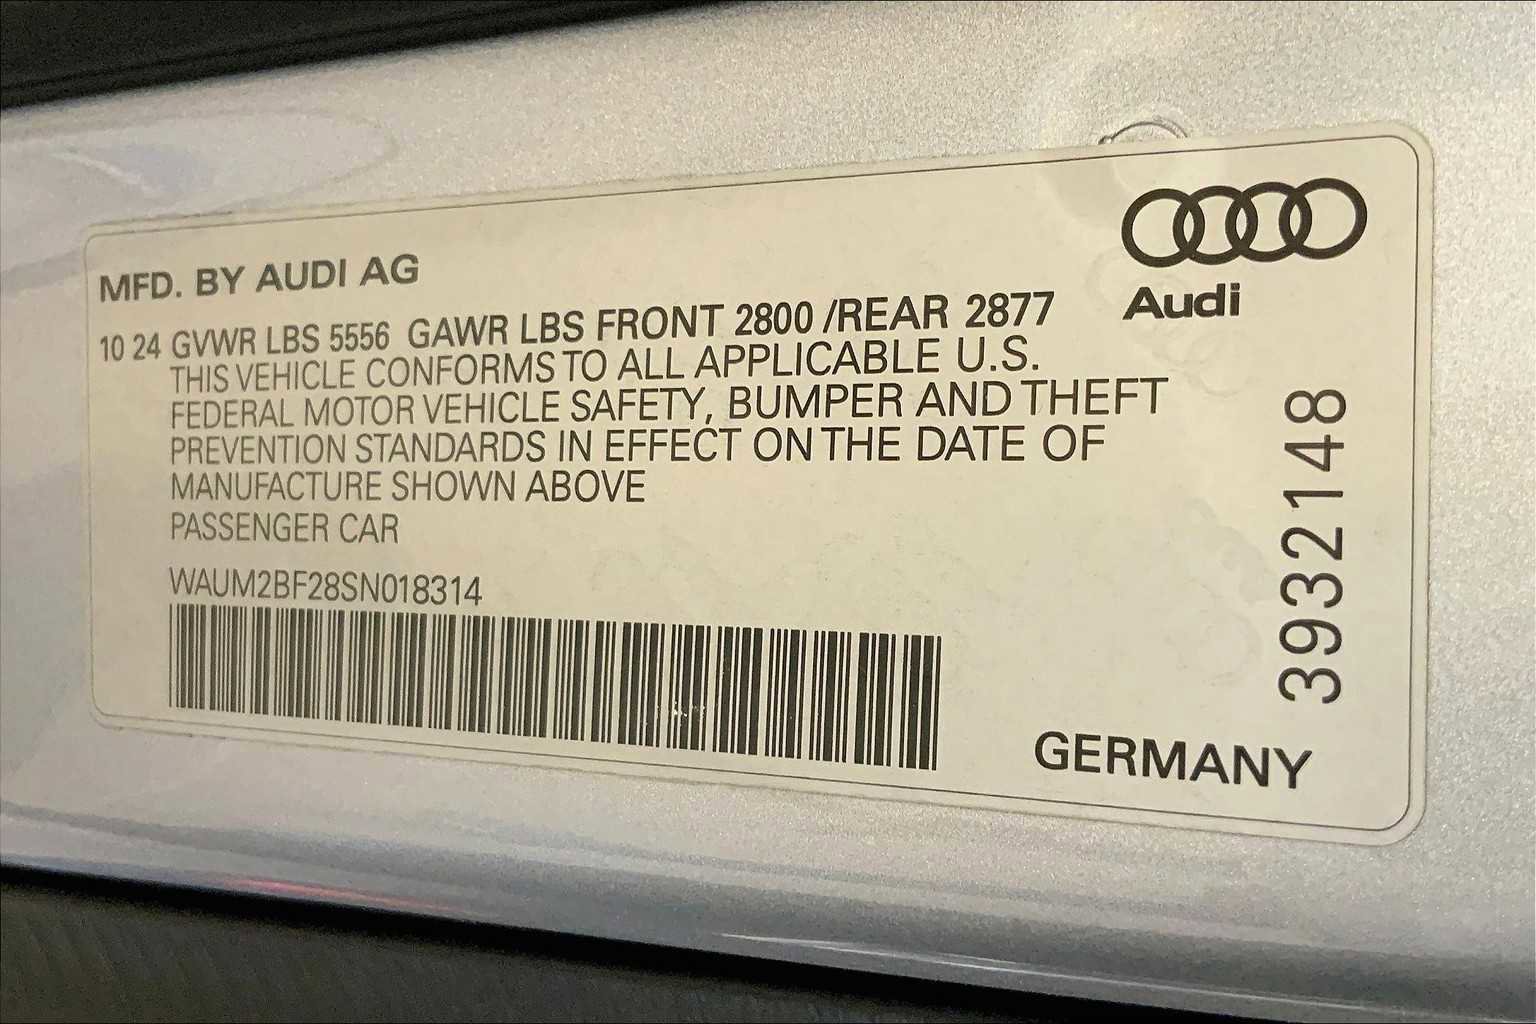 MFD. BY AUDI AG
Audi
10 24 GVWR LBS 5556 GAWR LBS FRONT 2800 /REAR 2877
THIS VEHICLE CONFORMS TO ALL APPLICABLE U.S.
FEDERAL MOTOR VEHICLE SAFETY, BUMPER AND THEFT
PREVENTION STANDARDS IN EFFECT ON THE DATE OF
MANUFACTURE SHOWN ABOVE
PASSENGER CAR
WAUM2BF28SN018314
3932148
GERMANY